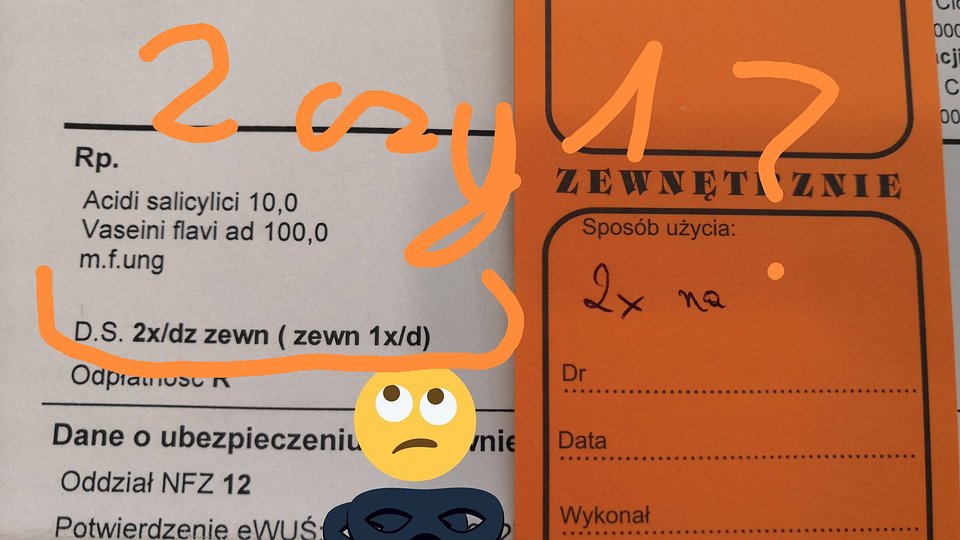 2 czy 1 ?
Rp.
Acidi salicylici 10,0
Vaseini flavi ad 100,0
m.f.ung
D.S. 2x/dz zewn ( zewn 1x/d)
Odpłatność R
Dane o ubezpieczeniu
Oddział NFZ 12
Potwierdzenie eWUŚ:
ZEWNĘTRZNIE
Sposób użycia:
2x na
Dr
Data
Wykonał